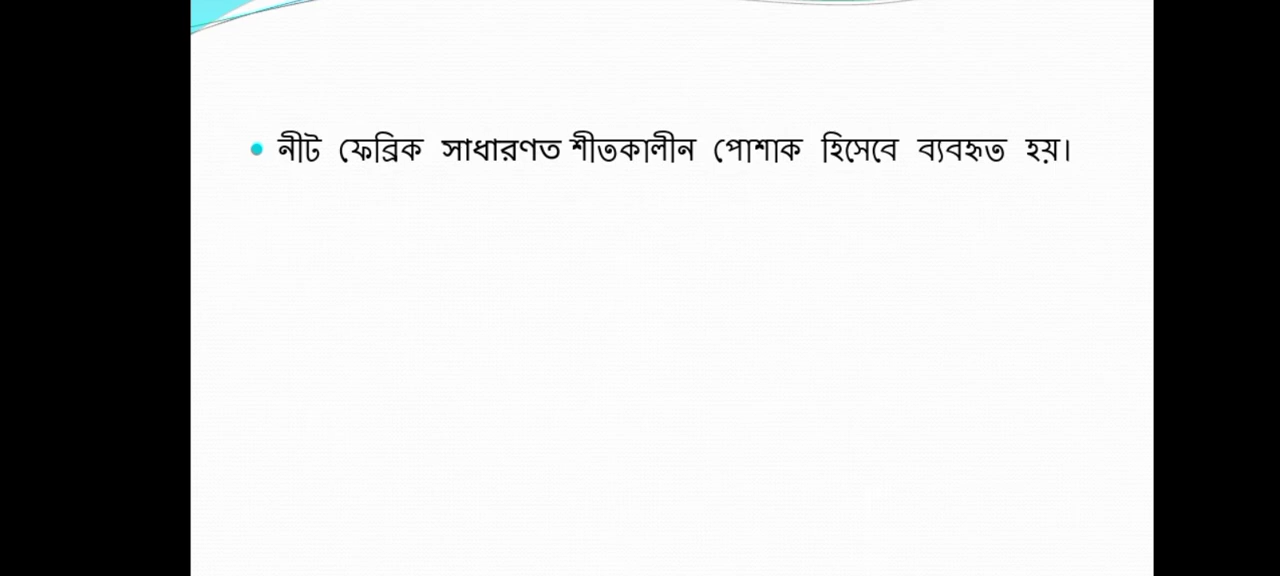 নীট ফেব্রিক সাধারণত শীতকালীন পোশাক হিসেবে ব্যবহৃত হয়।